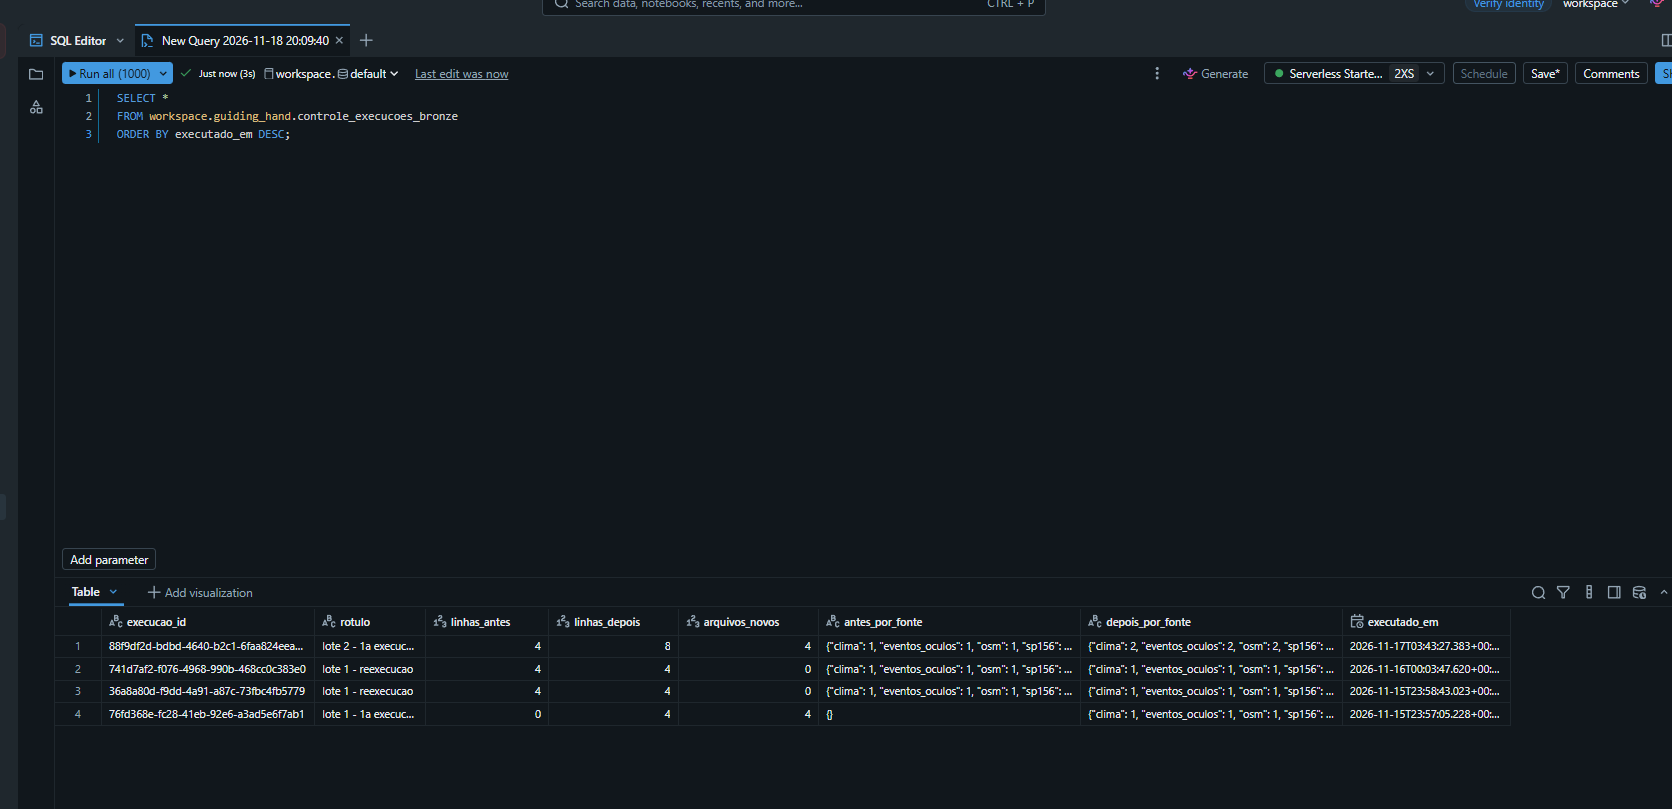 Search data, notebooks, recents, and more... CTRL + P Verify identity workspace
SQL Editor New Query 2026-11-18 20:09:40
Run all (1000) Just now (3s) workspace. default Last edit was now Generate Serverless Starte... 2XS Schedule Save* Comments
1 SELECT *
2 FROM workspace.guiding_hand.controle_execucoes_bronze
3 ORDER BY executado_em DESC;
Add parameter
Table Add visualization
execucao_id rotulo linhas_antes linhas_depois arquivos_novos antes_por_fonte depois_por_fonte executado_em
1 88f9df2d-bdbd-4640-b2c1-6faa824eea... lote 2 - 1a execuc... 4 8 4 {"clima": 1, "eventos_oculos": 1, "osm": 1, "sp156": ... {"clima": 2, "eventos_oculos": 2, "osm": 2, "sp156": ... 2026-11-17T03:43:27.383+00:...
2 741d7af2-f076-4968-990b-468cc0c383e0 lote 1 - reexecucao 4 4 0 {"clima": 1, "eventos_oculos": 1, "osm": 1, "sp156": ... {"clima": 1, "eventos_oculos": 1, "osm": 1, "sp156": ... 2026-11-16T00:03:47.620+00:...
3 36a8a80d-f9dd-4a91-a87c-73fbc4fb5779 lote 1 - reexecucao 4 4 0 {"clima": 1, "eventos_oculos": 1, "osm": 1, "sp156": ... {"clima": 1, "eventos_oculos": 1, "osm": 1, "sp156": ... 2026-11-15T23:58:43.023+00:...
4 76fd368e-fc28-41eb-92e6-a3ad5e6f7ab1 lote 1 - 1a execuc... 0 4 4 {} {"clima": 1, "eventos_oculos": 1, "osm": 1, "sp156": ... 2026-11-15T23:57:05.228+00:...